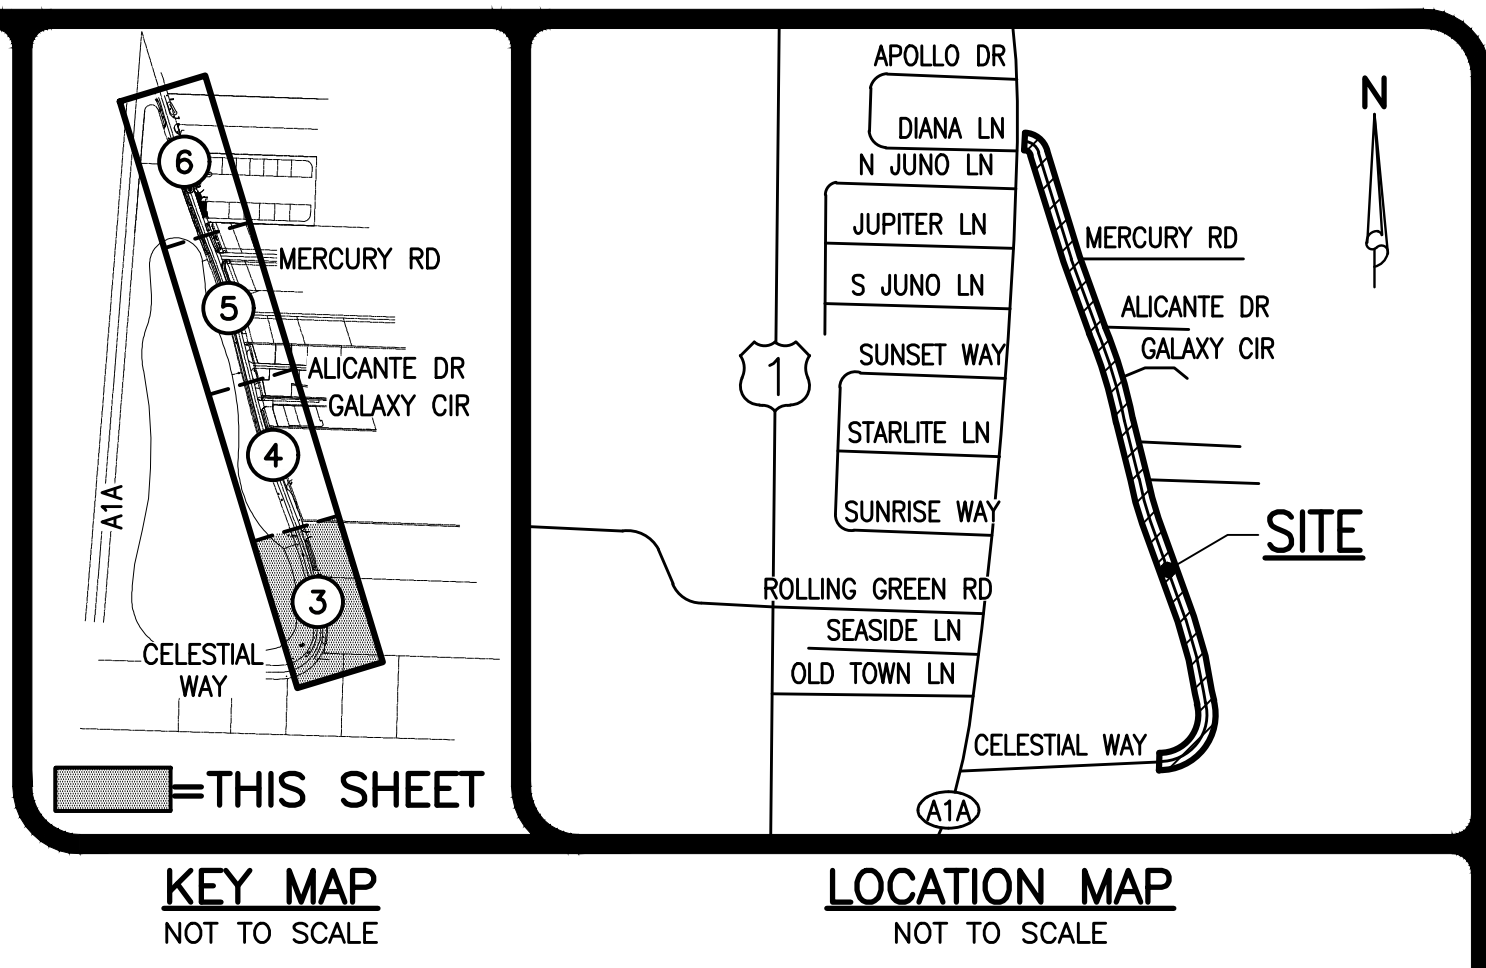 6
MERCURY RD
5
ALICANTE DR
GALAXY CIR
4
A1A
3
CELESTIAL
WAY
=THIS SHEET
KEY MAP
NOT TO SCALE
APOLLO DR
DIANA LN
N JUNO LN
JUPITER LN
S JUNO LN
SUNSET WAY
1
STARLITE LN
SUNRISE WAY
ROLLING GREEN RD
SEASIDE LN
OLD TOWN LN
CELESTIAL WAY
A1A
N
MERCURY RD
ALICANTE DR
GALAXY CIR
SITE
LOCATION MAP
NOT TO SCALE